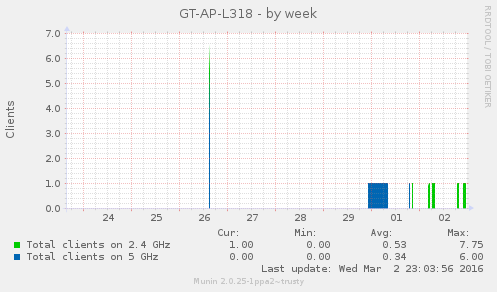 GT-AP-L318 - by week
RRDTOOL / TOBI OETIKER
Clients
7.0
6.0
5.0
4.0
3.0
2.0
1.0
0.0
24 25 26 27 28 29 01 02
Cur: Min: Avg: Max:
Total clients on 2.4 GHz 1.00 0.00 0.53 7.75
Total clients on 5 GHz 0.00 0.00 0.34 6.00
Last update: Wed Mar 2 23:03:56 2016
Munin 2.0.25-1ppa2~trusty